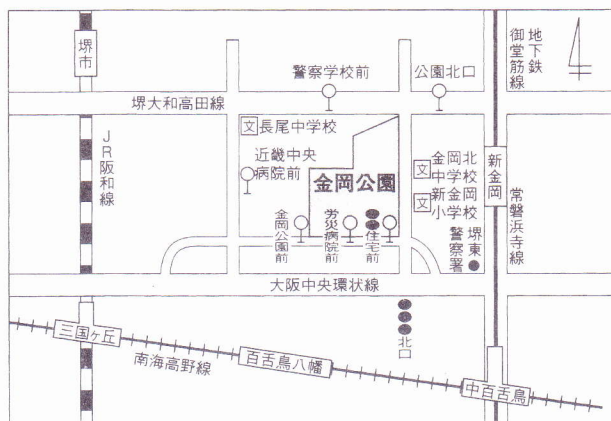 堺市
警察学校前
公園北口
御堂筋線
地下鉄
堺大和高田線
文長尾中学校
JR阪和線
近畿中央
病院前
金岡公園
文金岡北
中学校
文新金岡
小学校
新金岡
常磐浜寺線
金岡公園前
労災病院前
●●住宅前
堺東
警察署
大阪中央環状線
●●●北口
三国ヶ丘
南海高野線
百舌鳥八幡
中百舌鳥